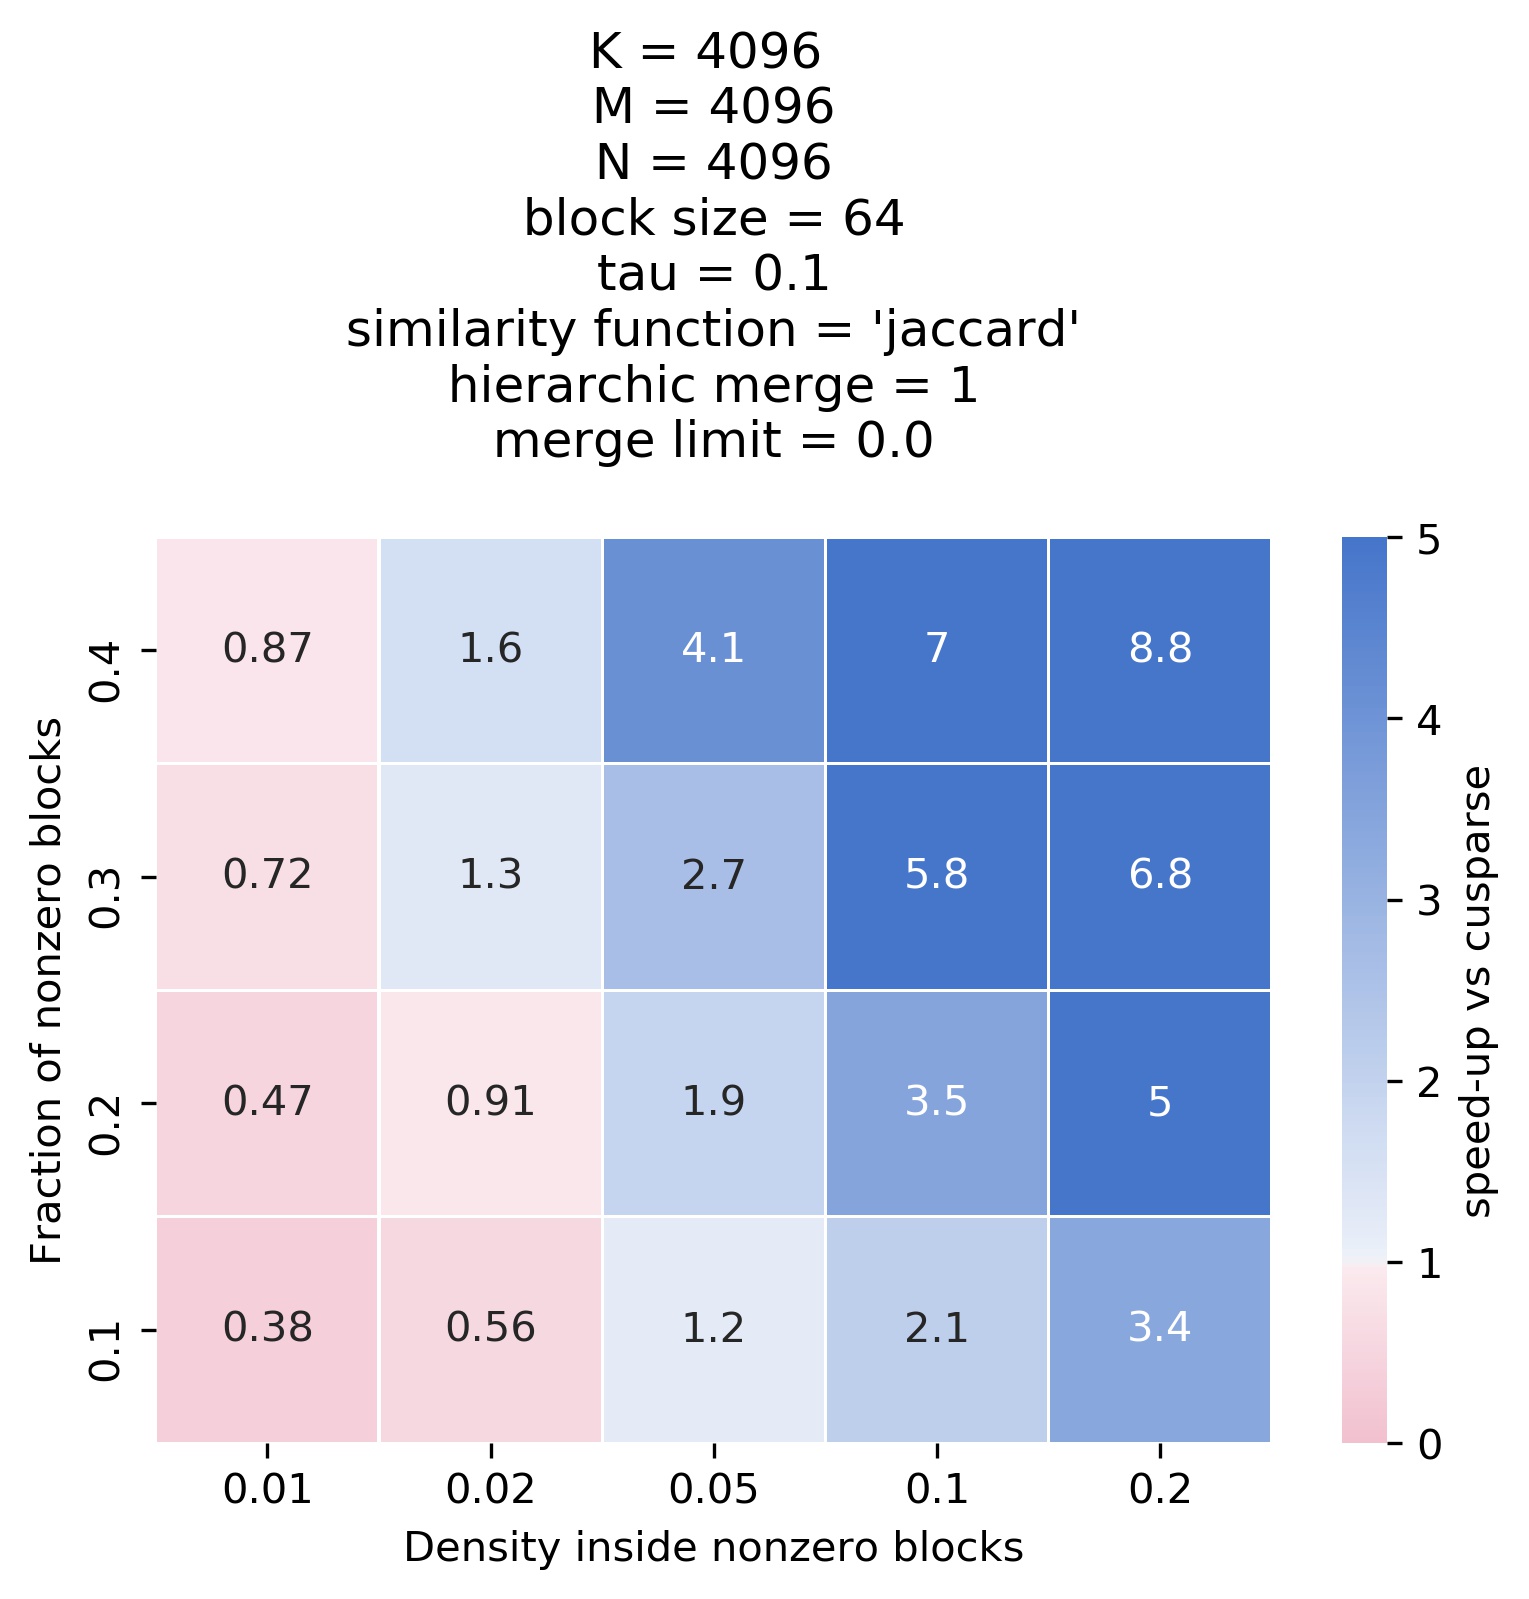 K = 4096
M = 4096
N = 4096
block size = 64
tau = 0.1
similarity function = 'jaccard'
hierarchic merge = 1
merge limit = 0.0
Fraction of nonzero blocks
0.4 0.87 1.6 4.1 7 8.8
0.3 0.72 1.3 2.7 5.8 6.8
0.2 0.47 0.91 1.9 3.5 5
0.1 0.38 0.56 1.2 2.1 3.4
0.01 0.02 0.05 0.1 0.2
Density inside nonzero blocks
5
4
3
2
1
0
speed-up vs cusparse